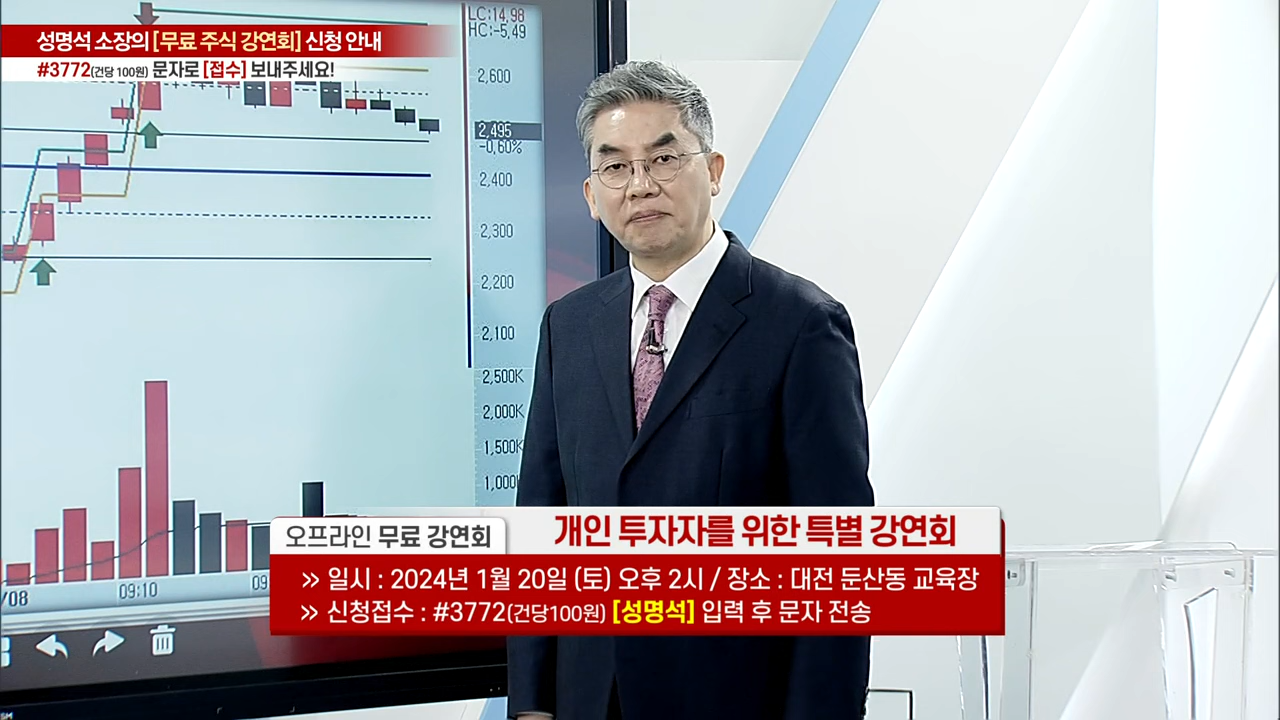 성명석 소장의 [무료 주식 강연회] 신청 안내
#3772(건당 100원) 문자로 [접수] 보내주세요!
LC:14,98
HC:-5,49
2,600
2,495
-0,60%
2,400
2,300
2,200
2,100
2,500K
2,000K
1,500K
1,000K
/08
09:10
09:
오프라인 무료 강연회
개인 투자자를 위한 특별 강연회
» 일시 : 2024년 1월 20일 (토) 오후 2시 / 장소 : 대전 둔산동 교육장
» 신청접수 : #3772(건당100원) [성명석] 입력 후 문자 전송